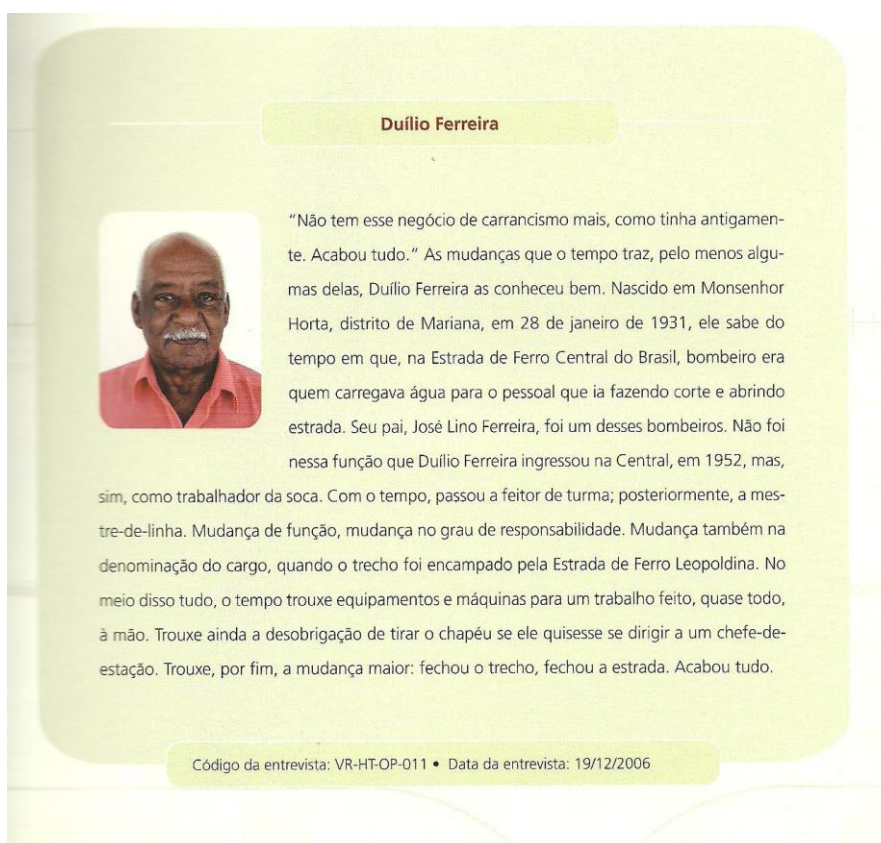 Duílio Ferreira
“Não tem esse negócio de carrancismo mais, como tinha antigamen-
te. Acabou tudo.” As mudanças que o tempo traz, pelo menos algu-
mas delas, Duílio Ferreira as conheceu bem. Nascido em Monsenhor
Horta, distrito de Mariana, em 28 de janeiro de 1931, ele sabe do
tempo em que, na Estrada de Ferro Central do Brasil, bombeiro era
quem carregava água para o pessoal que ia fazendo corte e abrindo
estrada. Seu pai, José Lino Ferreira, foi um desses bombeiros. Não foi
nessa função que Duílio Ferreira ingressou na Central, em 1952, mas,
sim, como trabalhador da soca. Com o tempo, passou a feitor de turma; posteriormente, a mes-
tre-de-linha. Mudança de função, mudança no grau de responsabilidade. Mudança também na
denominação do cargo, quando o trecho foi encampado pela Estrada de Ferro Leopoldina. No
meio disso tudo, o tempo trouxe equipamentos e máquinas para um trabalho feito, quase todo,
à mão. Trouxe ainda a desobrigação de tirar o chapéu se ele quisesse se dirigir a um chefe-de-
estação. Trouxe, por fim, a mudança maior: fechou o trecho, fechou a estrada. Acabou tudo.
Código da entrevista: VR-HT-OP-011 • Data da entrevista: 19/12/2006